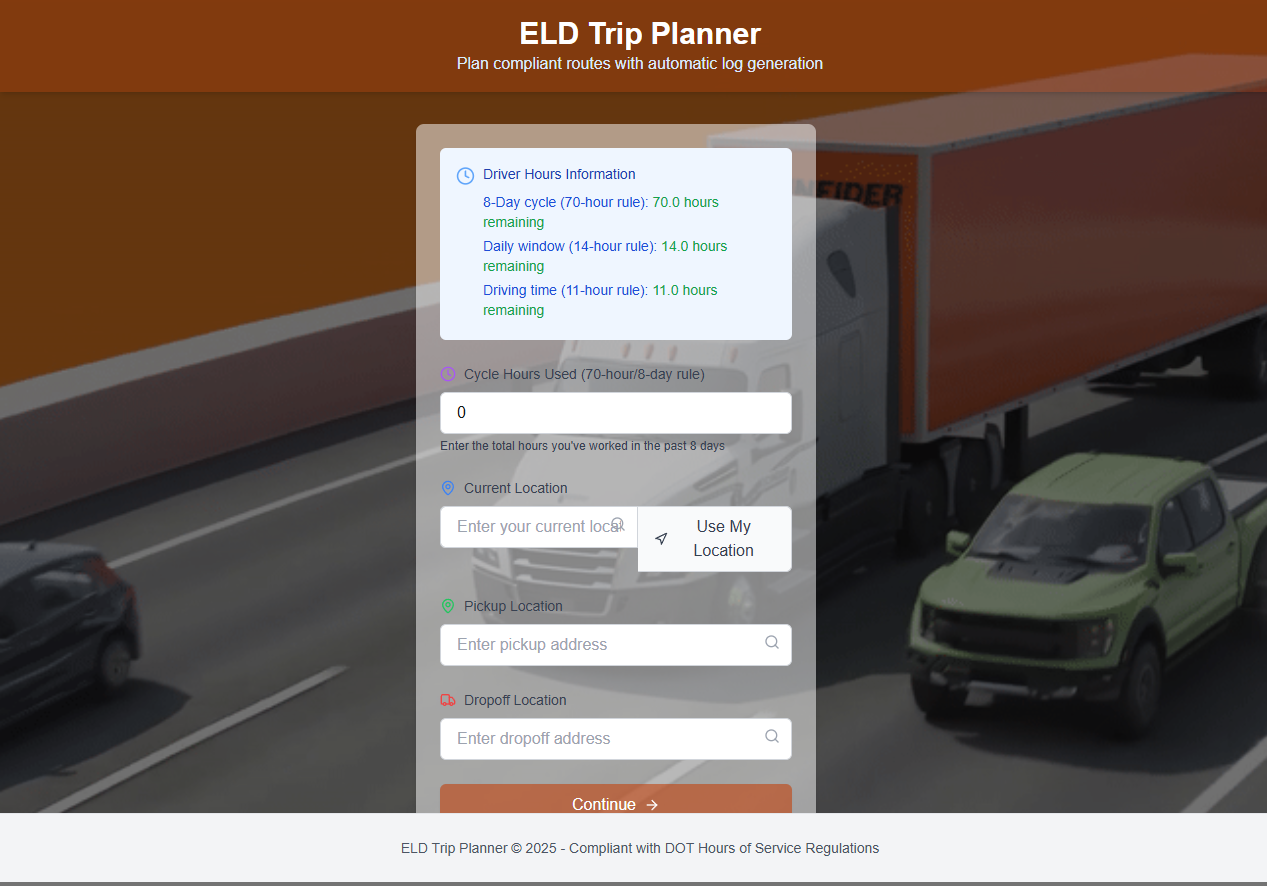 ELD Trip Planner
Plan compliant routes with automatic log generation
NEIDER
Driver Hours Information
8-Day cycle (70-hour rule): 70.0 hours
remaining
Daily window (14-hour rule): 14.0 hours
remaining
Driving time (11-hour rule): 11.0 hours
remaining
Cycle Hours Used (70-hour/8-day rule)
0
Enter the total hours you've worked in the past 8 days
Current Location
Enter your current loca
Use My
Location
Pickup Location
Enter pickup address
Dropoff Location
Enter dropoff address
Continue →
ELD Trip Planner © 2025 - Compliant with DOT Hours of Service Regulations